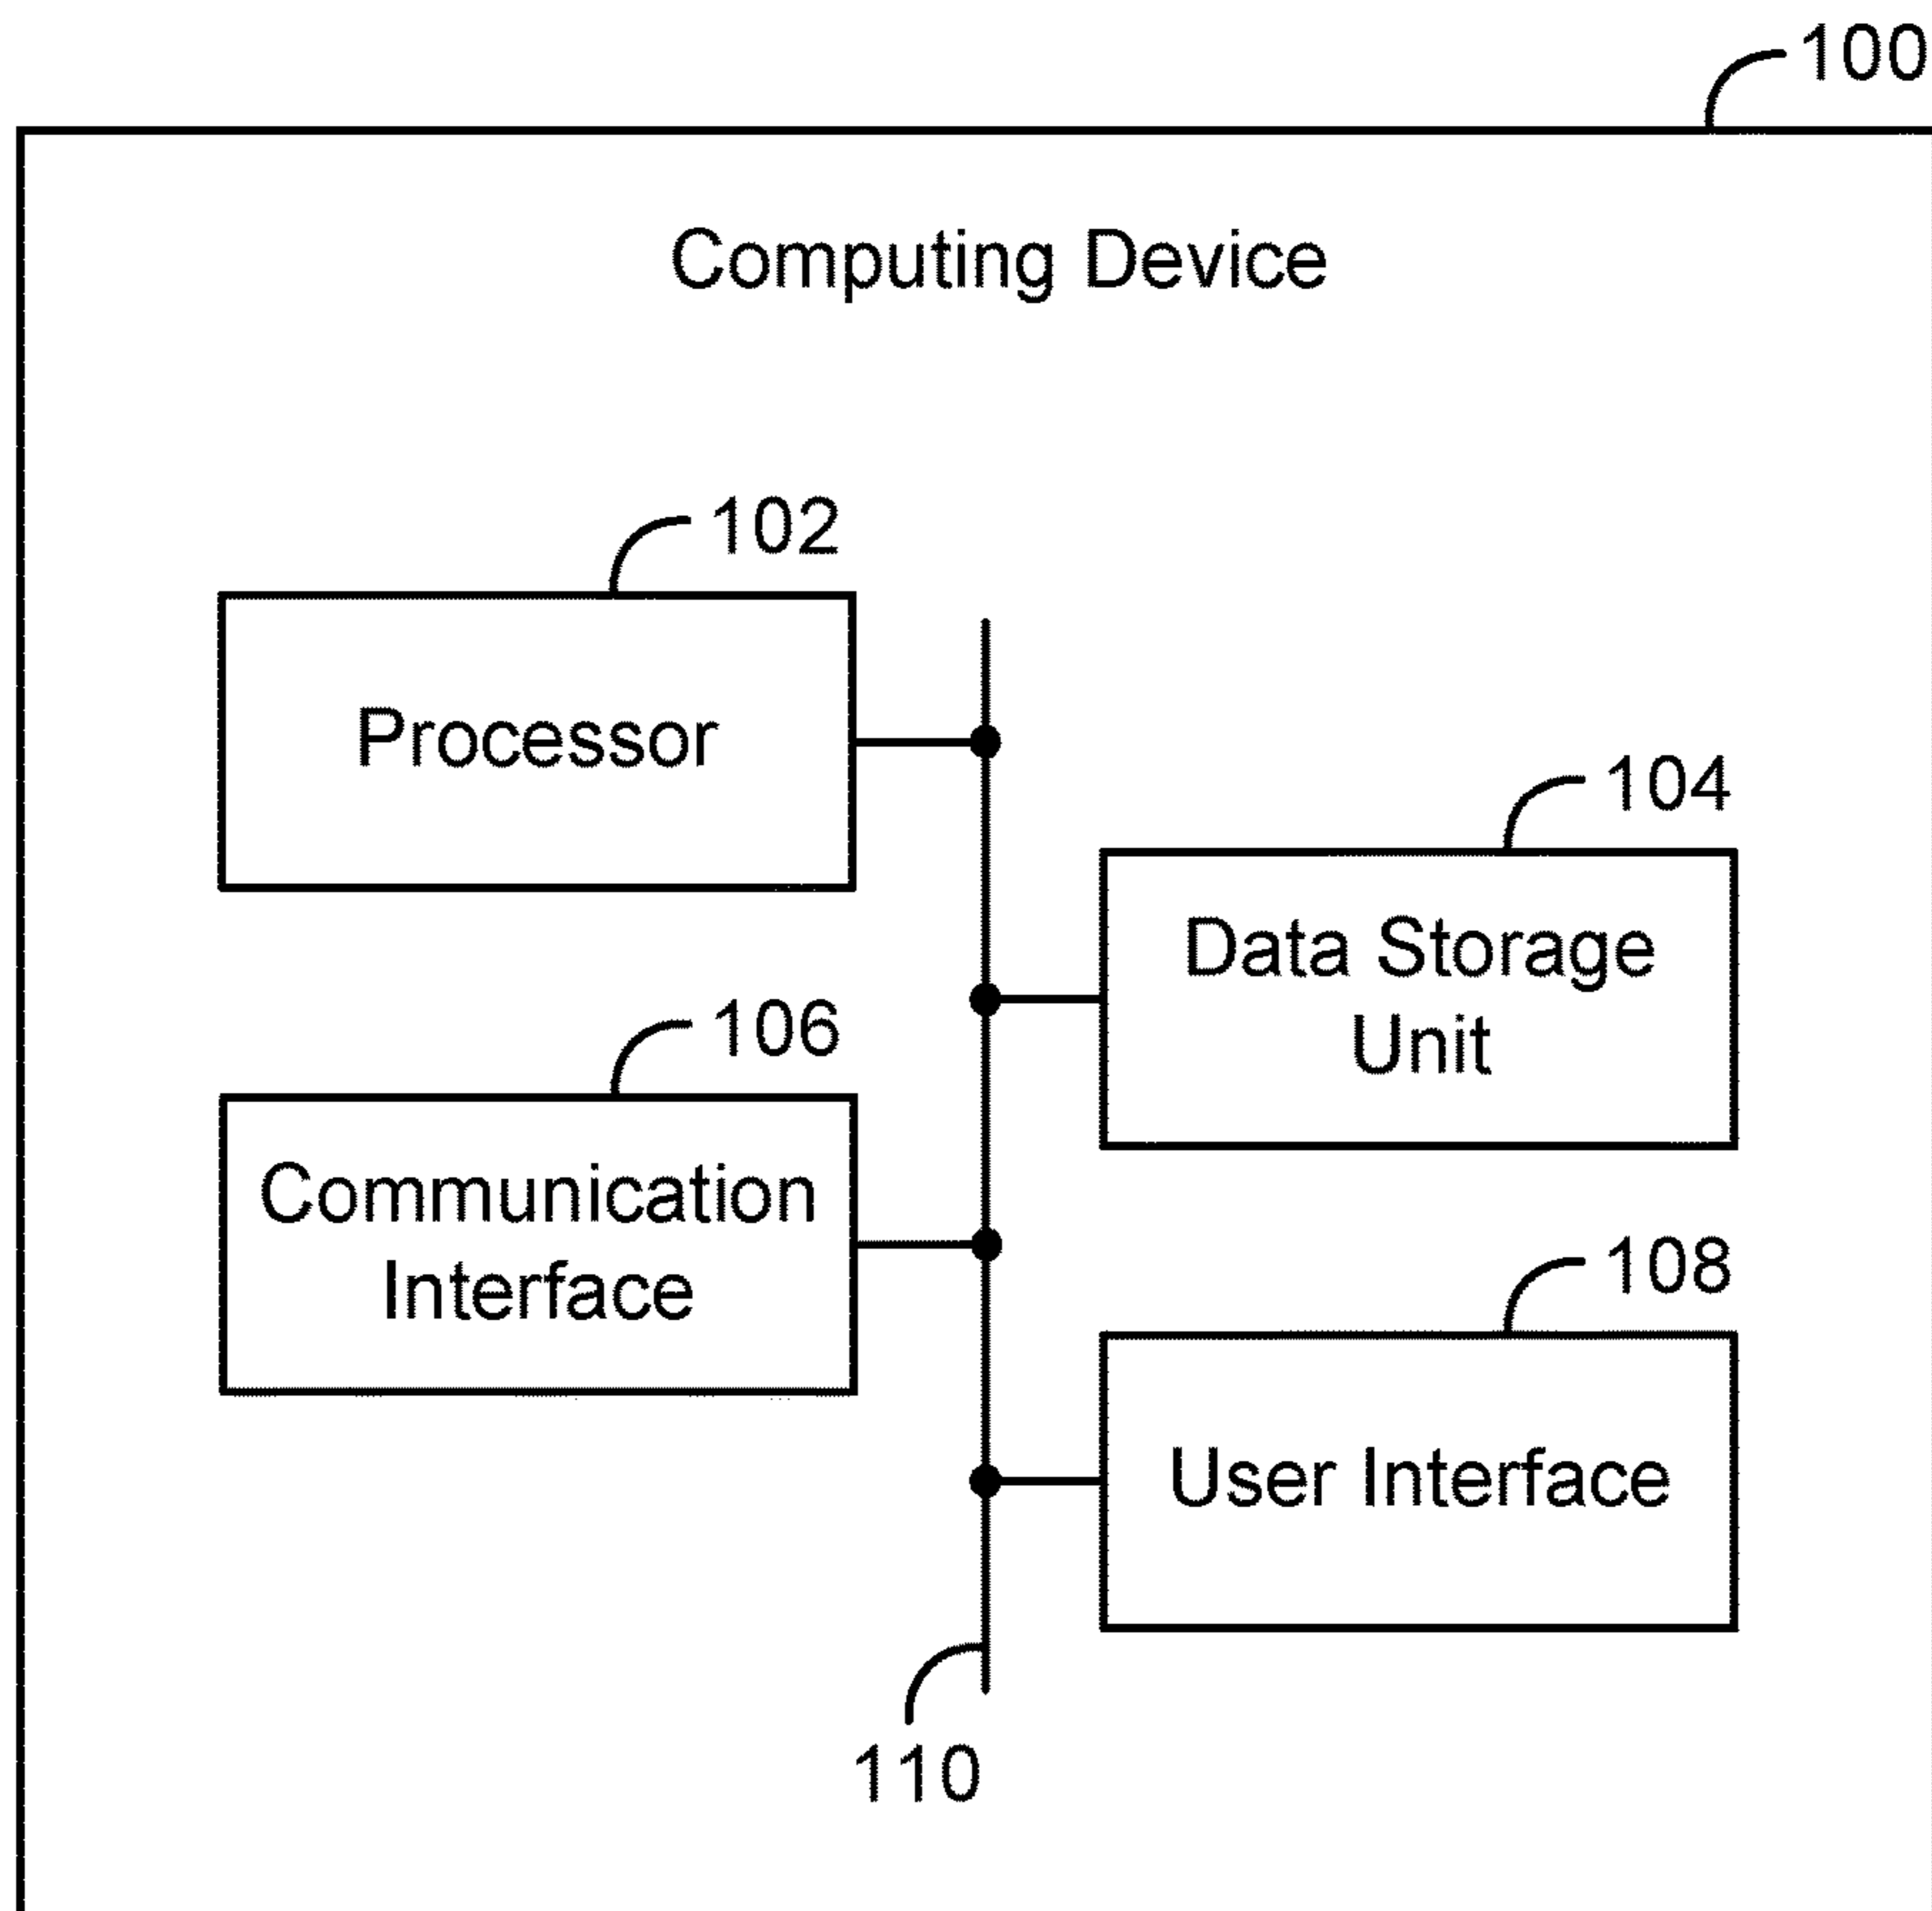 100
Computing Device
102
Processor
104
Data Storage
Unit
106
Communication
Interface
108
User Interface
110